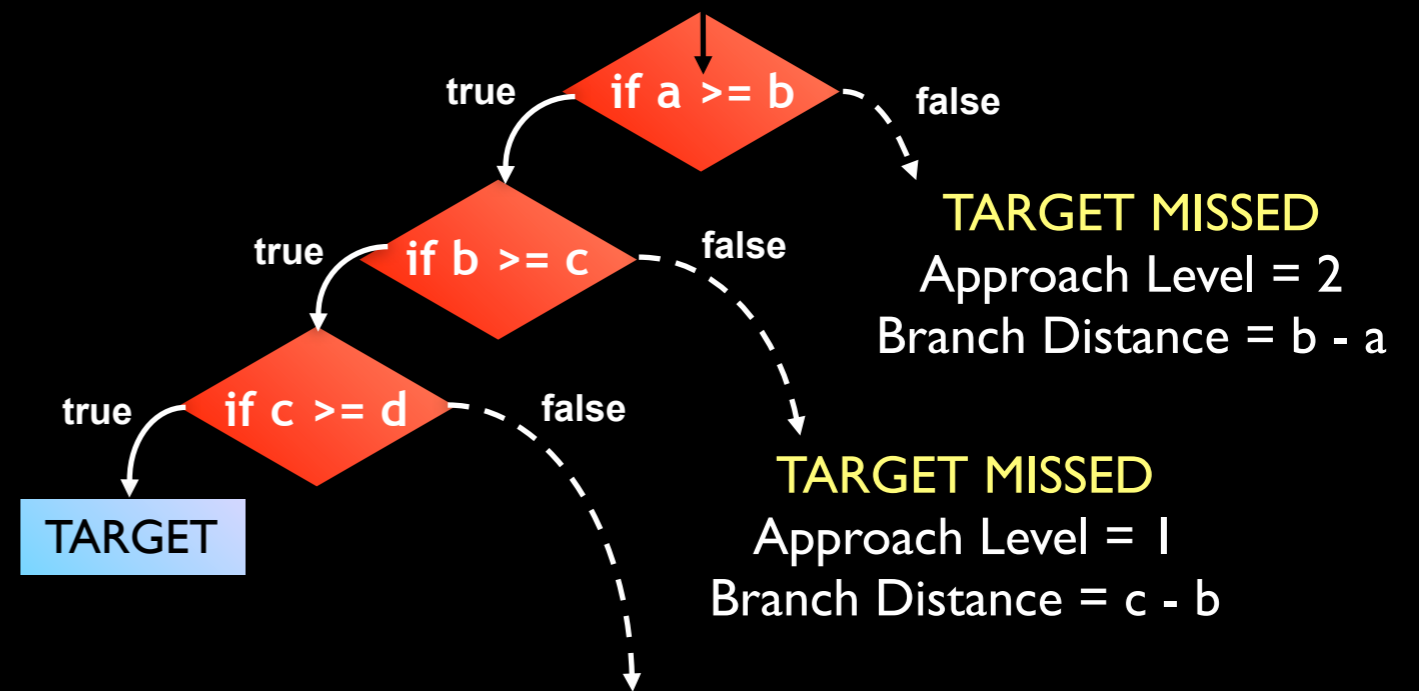 if a >= b
true
false
TARGET MISSED
Approach Level = 2
Branch Distance = b - a
if b >= c
true
false
TARGET MISSED
Approach Level = 1
Branch Distance = c - b
if c >= d
true
false
TARGET